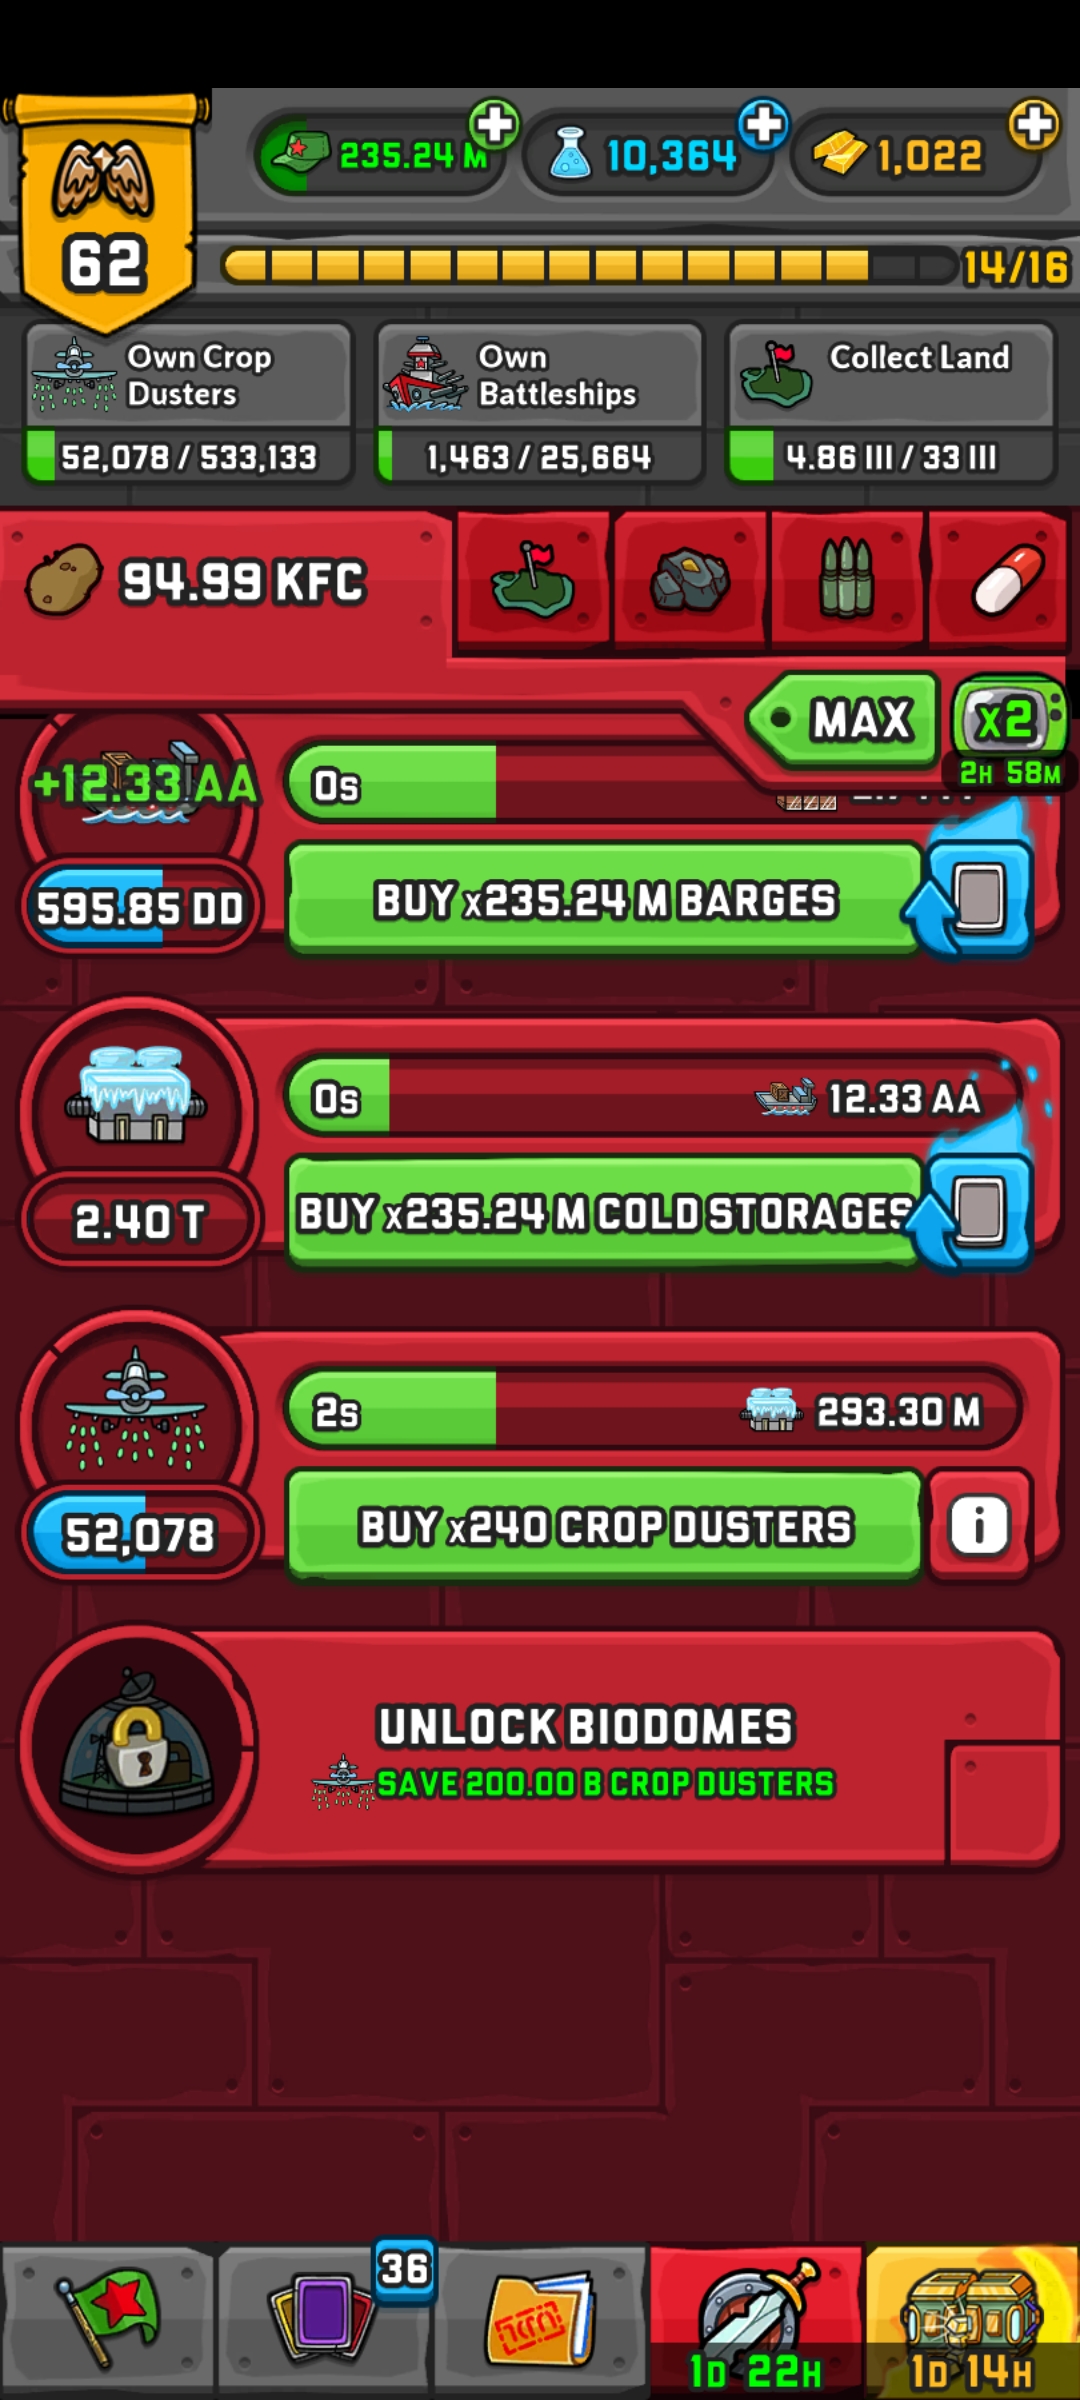 235.24 M
10,364
1,022
62
14/16
Own Crop Dusters
52,078 / 533,133
Own Battleships
1,463 / 25,664
Collect Land
4.86 III / 33 III
94.99 KFC
MAX
x2
2H 58M
+12.33 AA
0s
595.85 DD
BUY x235.24 M BARGES
0s
12.33 AA
2.40 T
BUY x235.24 M COLD STORAGES
2s
293.30 M
52,078
BUY x240 CROP DUSTERS
i
UNLOCK BIODOMES
SAVE 200.00 B CROP DUSTERS
36
1D 22H
1D 14H